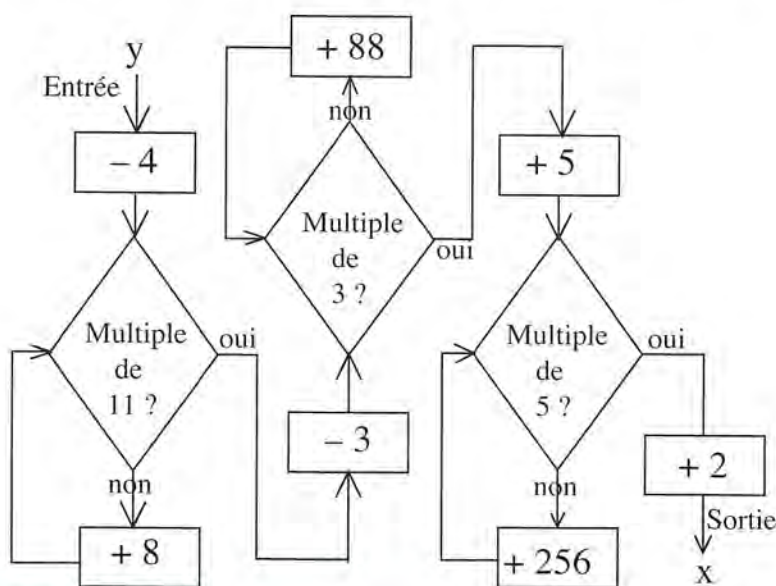 y
Entrée
– 4
Multiple
de
11 ?
oui
non
+ 8
– 3
Multiple
de
3 ?
non
+ 88
oui
+ 5
Multiple
de
5 ?
non
+ 256
oui
+ 2
Sortie
x